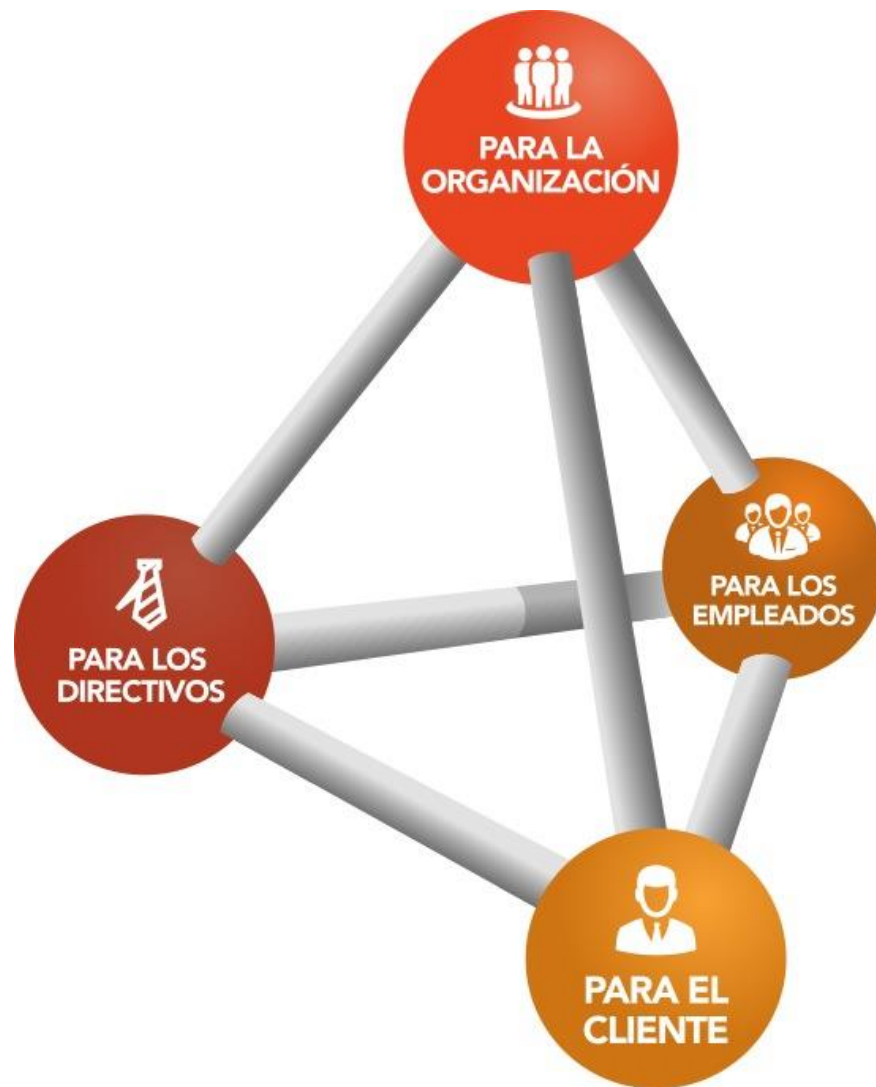 PARA LA
ORGANIZACIÓN
PARA LOS
EMPLEADOS
PARA LOS
DIRECTIVOS
PARA EL
CLIENTE